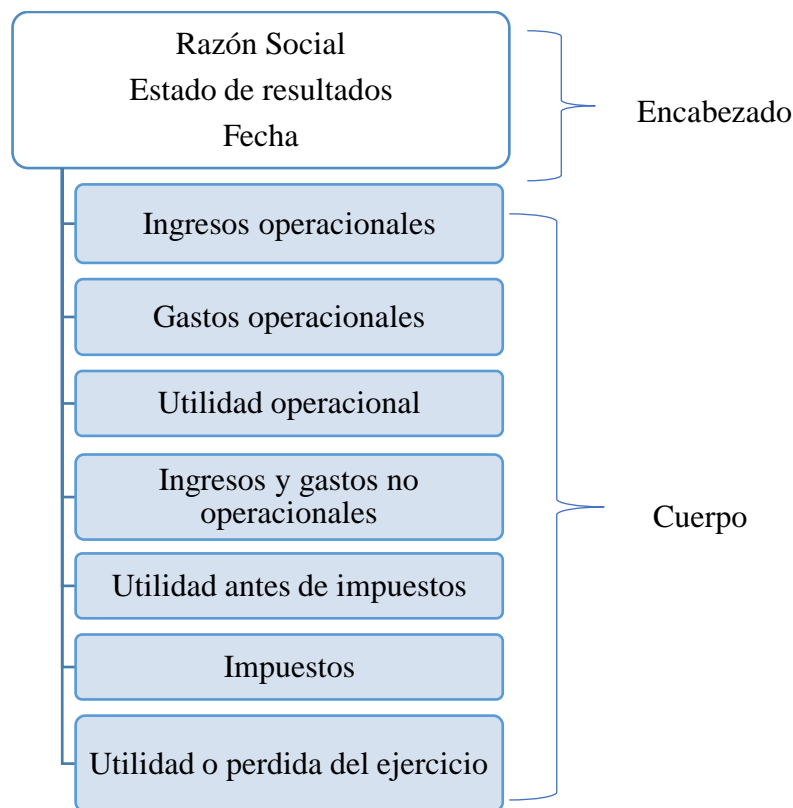 Razón Social
Estado de resultados
Fecha
Encabezado
Ingresos operacionales
Gastos operacionales
Utilidad operacional
Ingresos y gastos no
operacionales
Utilidad antes de impuestos
Impuestos
Utilidad o perdida del ejercicio
Cuerpo